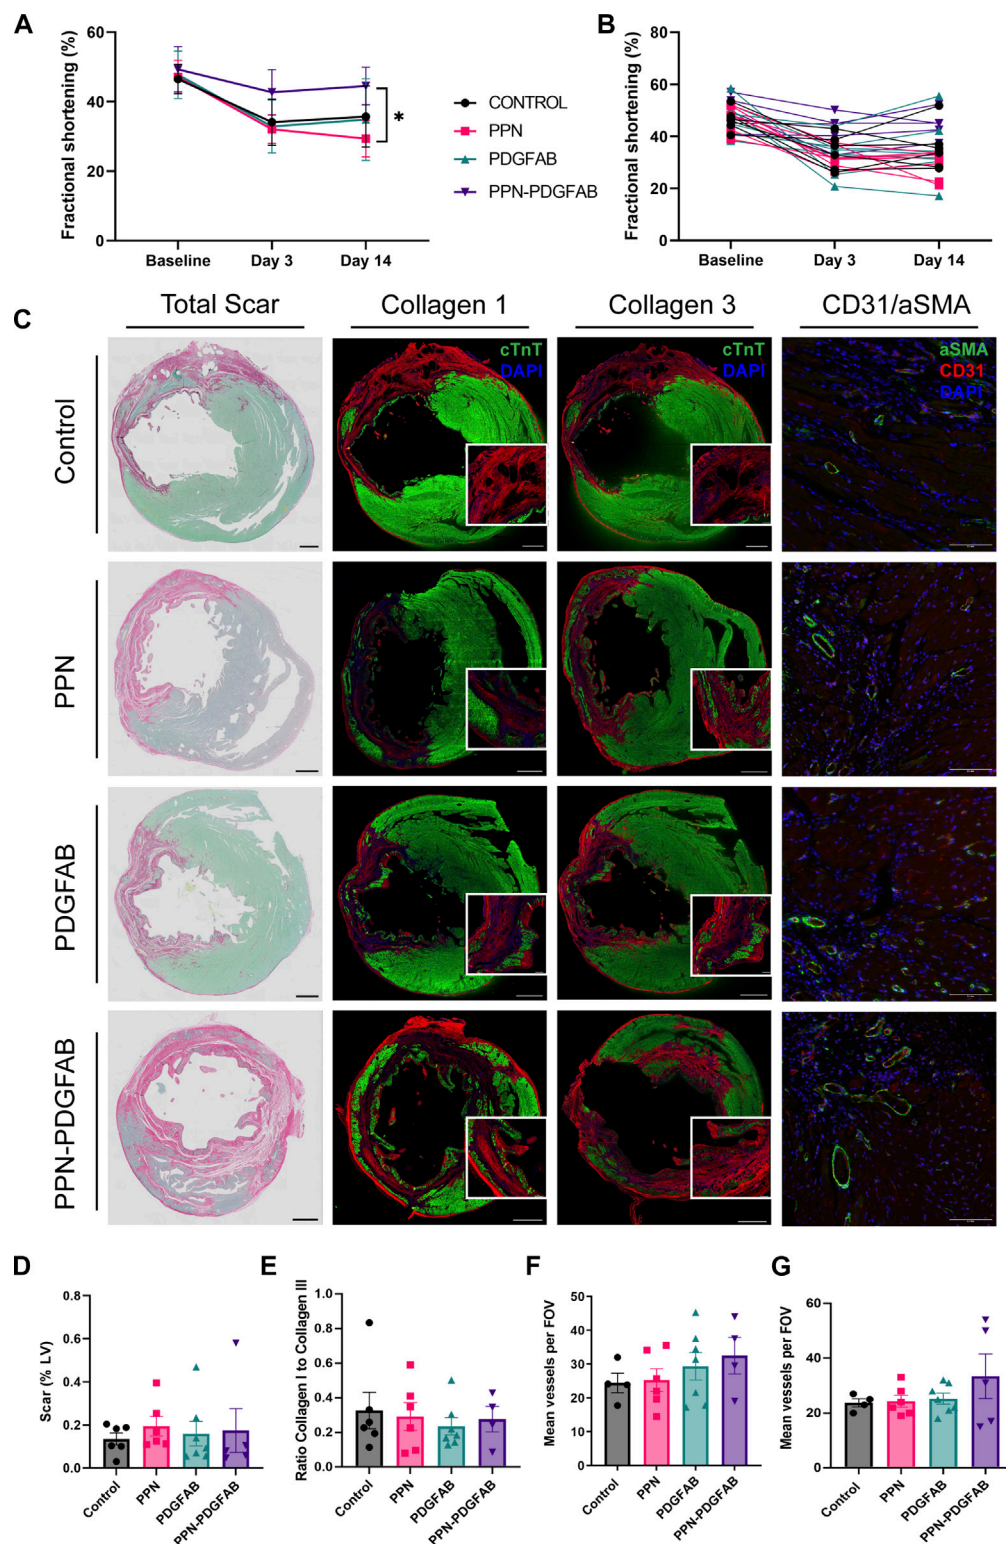 A
Fractional shortening (%)
60
40
20
0
Baseline
Day 3
Day 14
*
CONTROL
PPN
PDGFAB
PPN-PDGFAB
B
Fractional shortening (%)
80
60
40
20
0
Baseline
Day 3
Day 14
C
Total Scar
Collagen 1
Collagen 3
CD31/aSMA
Control
cTnT
DAPI
cTnT
DAPI
aSMA
CD31
DAPI
PPN
PDGFAB
PPN-PDGFAB
D
Scar (% LV)
0.8
0.6
0.4
0.2
0.0
Control
PPN
PDGFAB
PPN-PDGFAB
E
Ratio Collagen I to Collagen III
1.0
0.8
0.6
0.4
0.2
0.0
Control
PPN
PDGFAB
PPN-PDGFAB
F
Mean vessels per FOV
50
40
30
20
10
0
Control
PPN
PDGFAB
PPN-PDGFAB
G
Mean vessels per FOV
60
40
20
0
Control
PPN
PDGFAB
PPN-PDGFAB